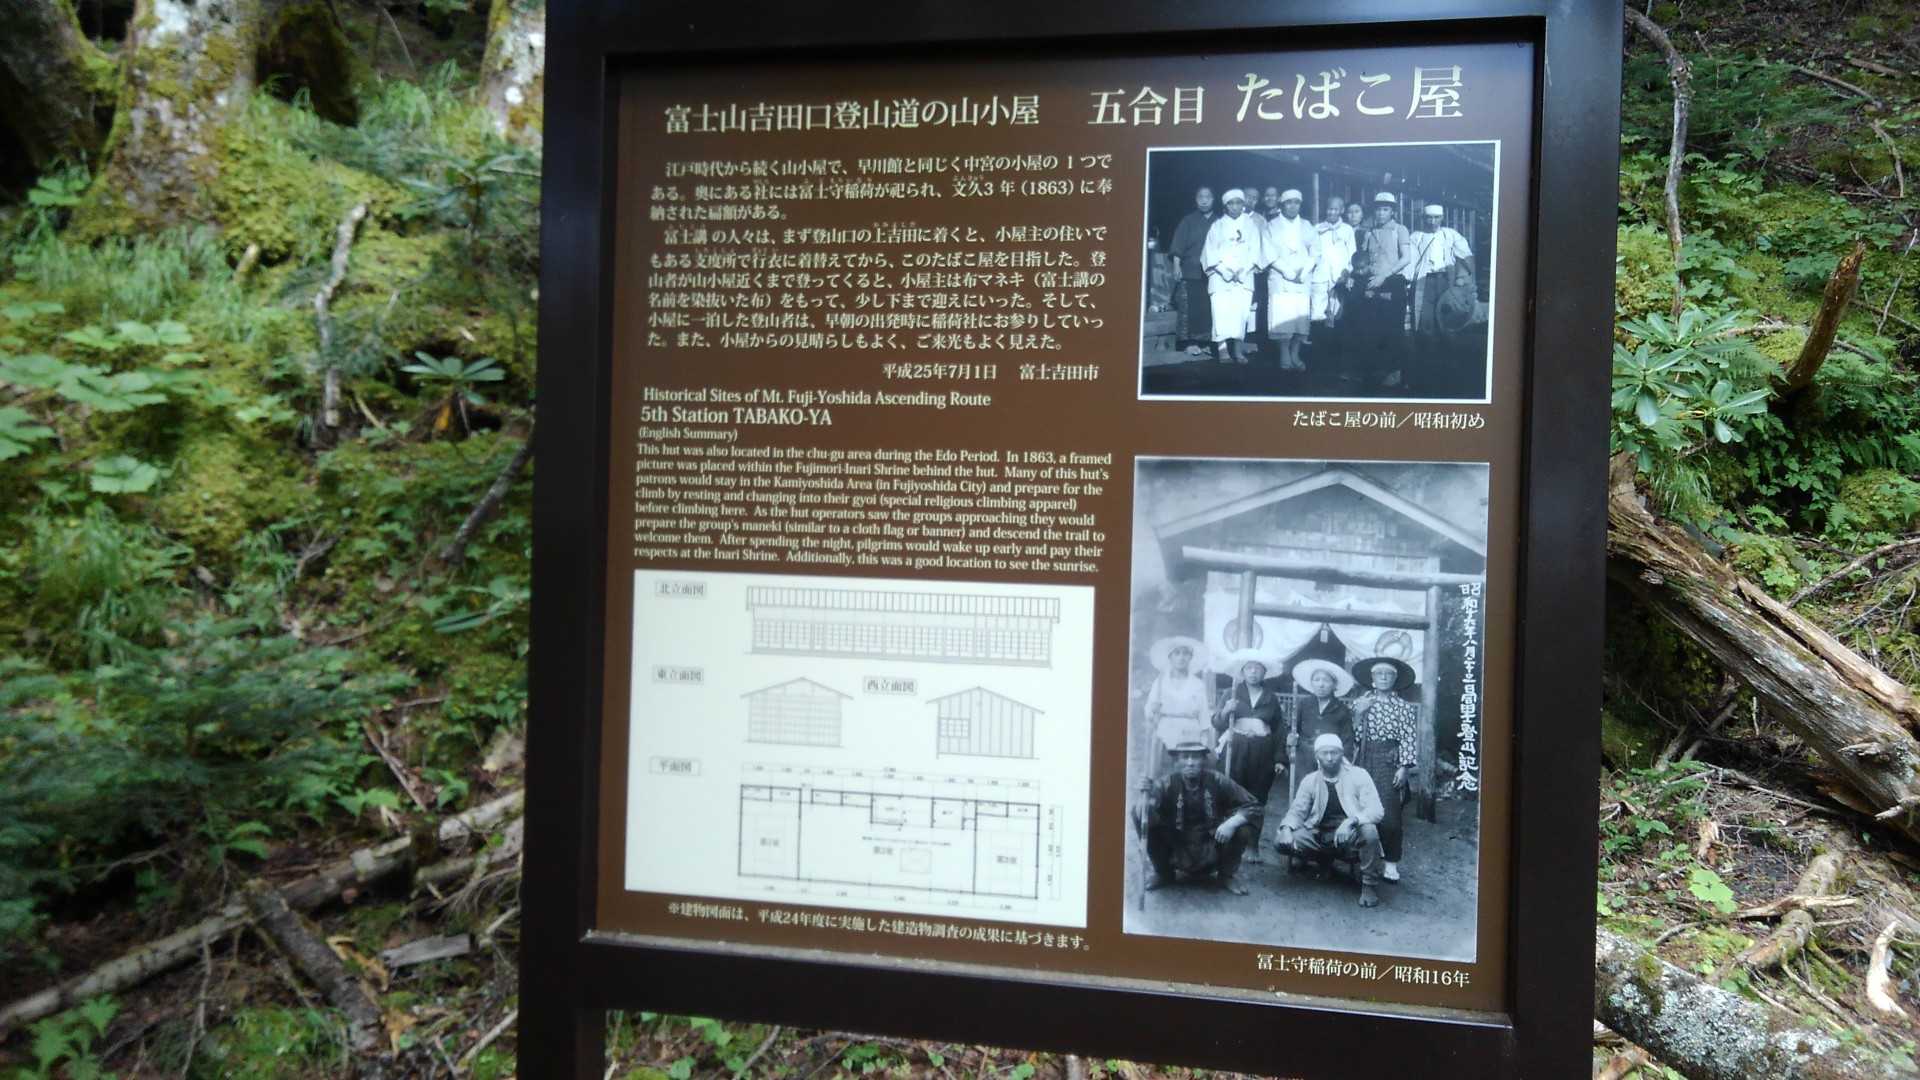 富士山吉田口登山道の山小屋　五合目 たばこ屋
江戸時代から続く山小屋で、早川館と同じく中宮の小屋の１つで
ある。奥にある社には富士守稲荷が祀られ、文久3年（1863）に奉
納された扁額がある。
富士講の人々は、まず登山口の上吉田に着くと、小屋主の住いで
もある支度所で行衣に着替えてから、このたばこ屋を目指した。登
山者が山小屋近くまで登ってくると、小屋主は布マネキ（富士講の
名前を染抜いた布）をもって、少し下まで迎えにいった。そして、
小屋に一泊した登山者は、早朝の出発時に稲荷社にお参りしていっ
た。また、小屋からの見晴らしもよく、ご来光もよく見えた。
平成25年7月1日　富士吉田市
Historical Sites of Mt. Fuji-Yoshida Ascending Route
5th Station TABAKO-YA
(English Summary)
This hut was also located in the chu-gu area during the Edo Period. In 1863, a framed
picture was placed within the Fujimori-Inari Shrine behind the hut. Many of this hut's
patrons would stay in the Kamiyoshida Area (in Fujiyoshida City) and prepare for the
climb by resting and changing into their gyoi (special religious climbing apparel)
before climbing here. As the hut operators saw the groups approaching they would
prepare the group's maneki (similar to a cloth flag or banner) and descend the trail to
welcome them. After spending the night, pilgrims would wake up early and pay their
respects at the Inari Shrine. Additionally, this was a good location to see the sunrise.
北立面図
東立面図
西立面図
平面図
※建物図面は、平成24年度に実施した建造物調査の成果に基づきます。
たばこ屋の前／昭和初め
登山記念
冨士守稲荷の前／昭和16年